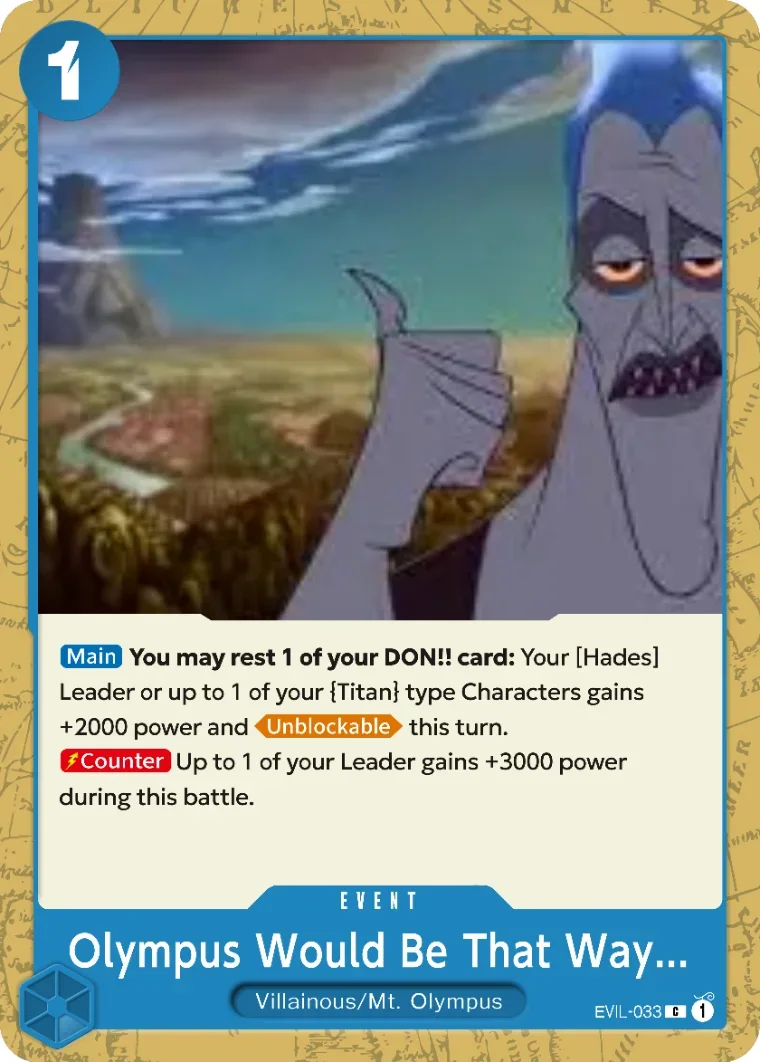 1
Main You may rest 1 of your DON!! card: Your [Hades]
Leader or up to 1 of your {Titan} type Characters gains
+2000 power and Unblockable this turn.
Counter Up to 1 of your Leader gains +3000 power
during this battle.
EVENT
Olympus Would Be That Way...
Villainous/Mt. Olympus
EVIL-033 C 1